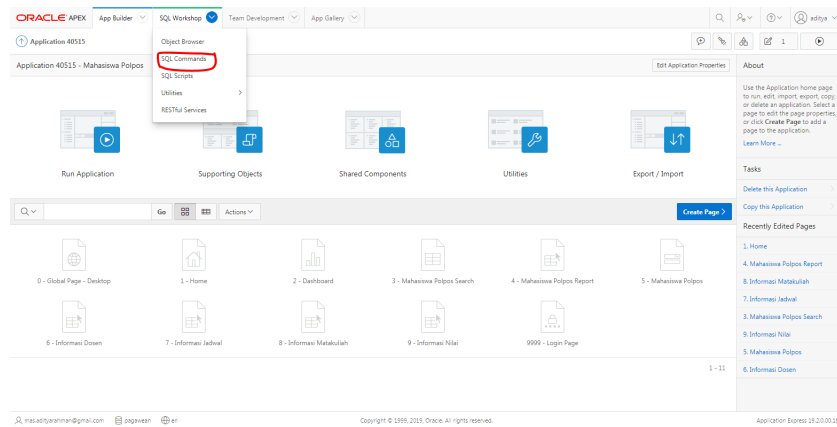 ORACLE APEX App Builder SQL Workshop Team Development App Gallery aditya
Application 40515 1
Object Browser
SQL Commands
SQL Scripts
Utilities
RESTful Services
Application 40515 - Mahasiswa Polpos Edit Application Properties
Run Application Supporting Objects Shared Components Utilities Export / Import
Go Actions Create Page
0 - Global Page - Desktop 1 - Home 2 - Dashboard 3 - Mahasiswa Polpos Search 4 - Mahasiswa Polpos Report 5 - Mahasiswa Polpos
6 - Informasi Dosen 7 - Informasi Jadwal 8 - Informasi Matakuliah 9 - Informasi Nilai 9999 - Login Page
1 - 11
About
Use the Application home page
to run, edit, import, export, copy,
or delete an application. Select a
page to edit the page properties,
or click Create Page to add a
page to the application.
Learn More ...
Tasks
Delete this Application
Copy this Application
Recently Edited Pages
1. Home
4. Mahasiswa Polpos Report
8. Informasi Matakuliah
7. Informasi Jadwal
3. Mahasiswa Polpos Search
9. Informasi Nilai
5. Mahasiswa Polpos
6. Informasi Dosen
mas.adityarahman@gmail.com pagawean en Copyright © 1999, 2019, Oracle. All rights reserved. Application Express